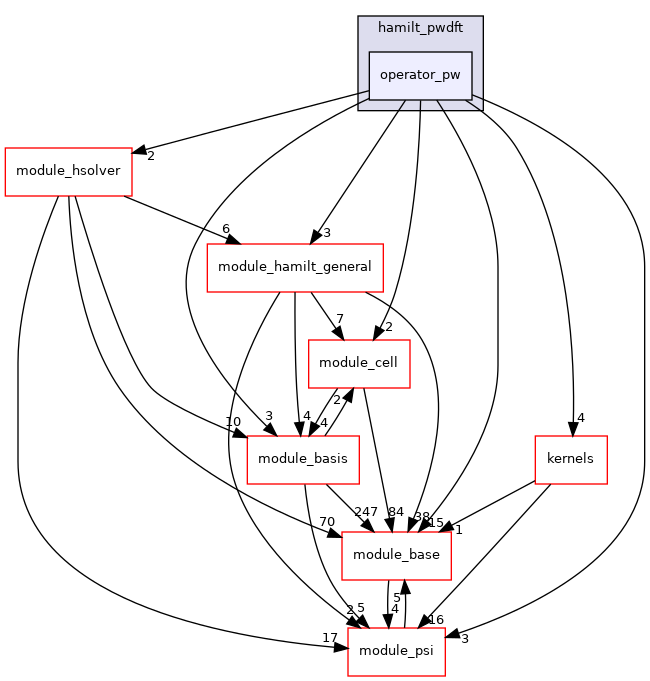 hamilt_pwdft
operator_pw
2
module_hsolver
6
3
module_hamilt_general
7
2
module_cell
2
3
4
4
4
10
module_basis
kernels
247
84
38
15
1
70
module_base
5
4
2
5
16
17
3
module_psi